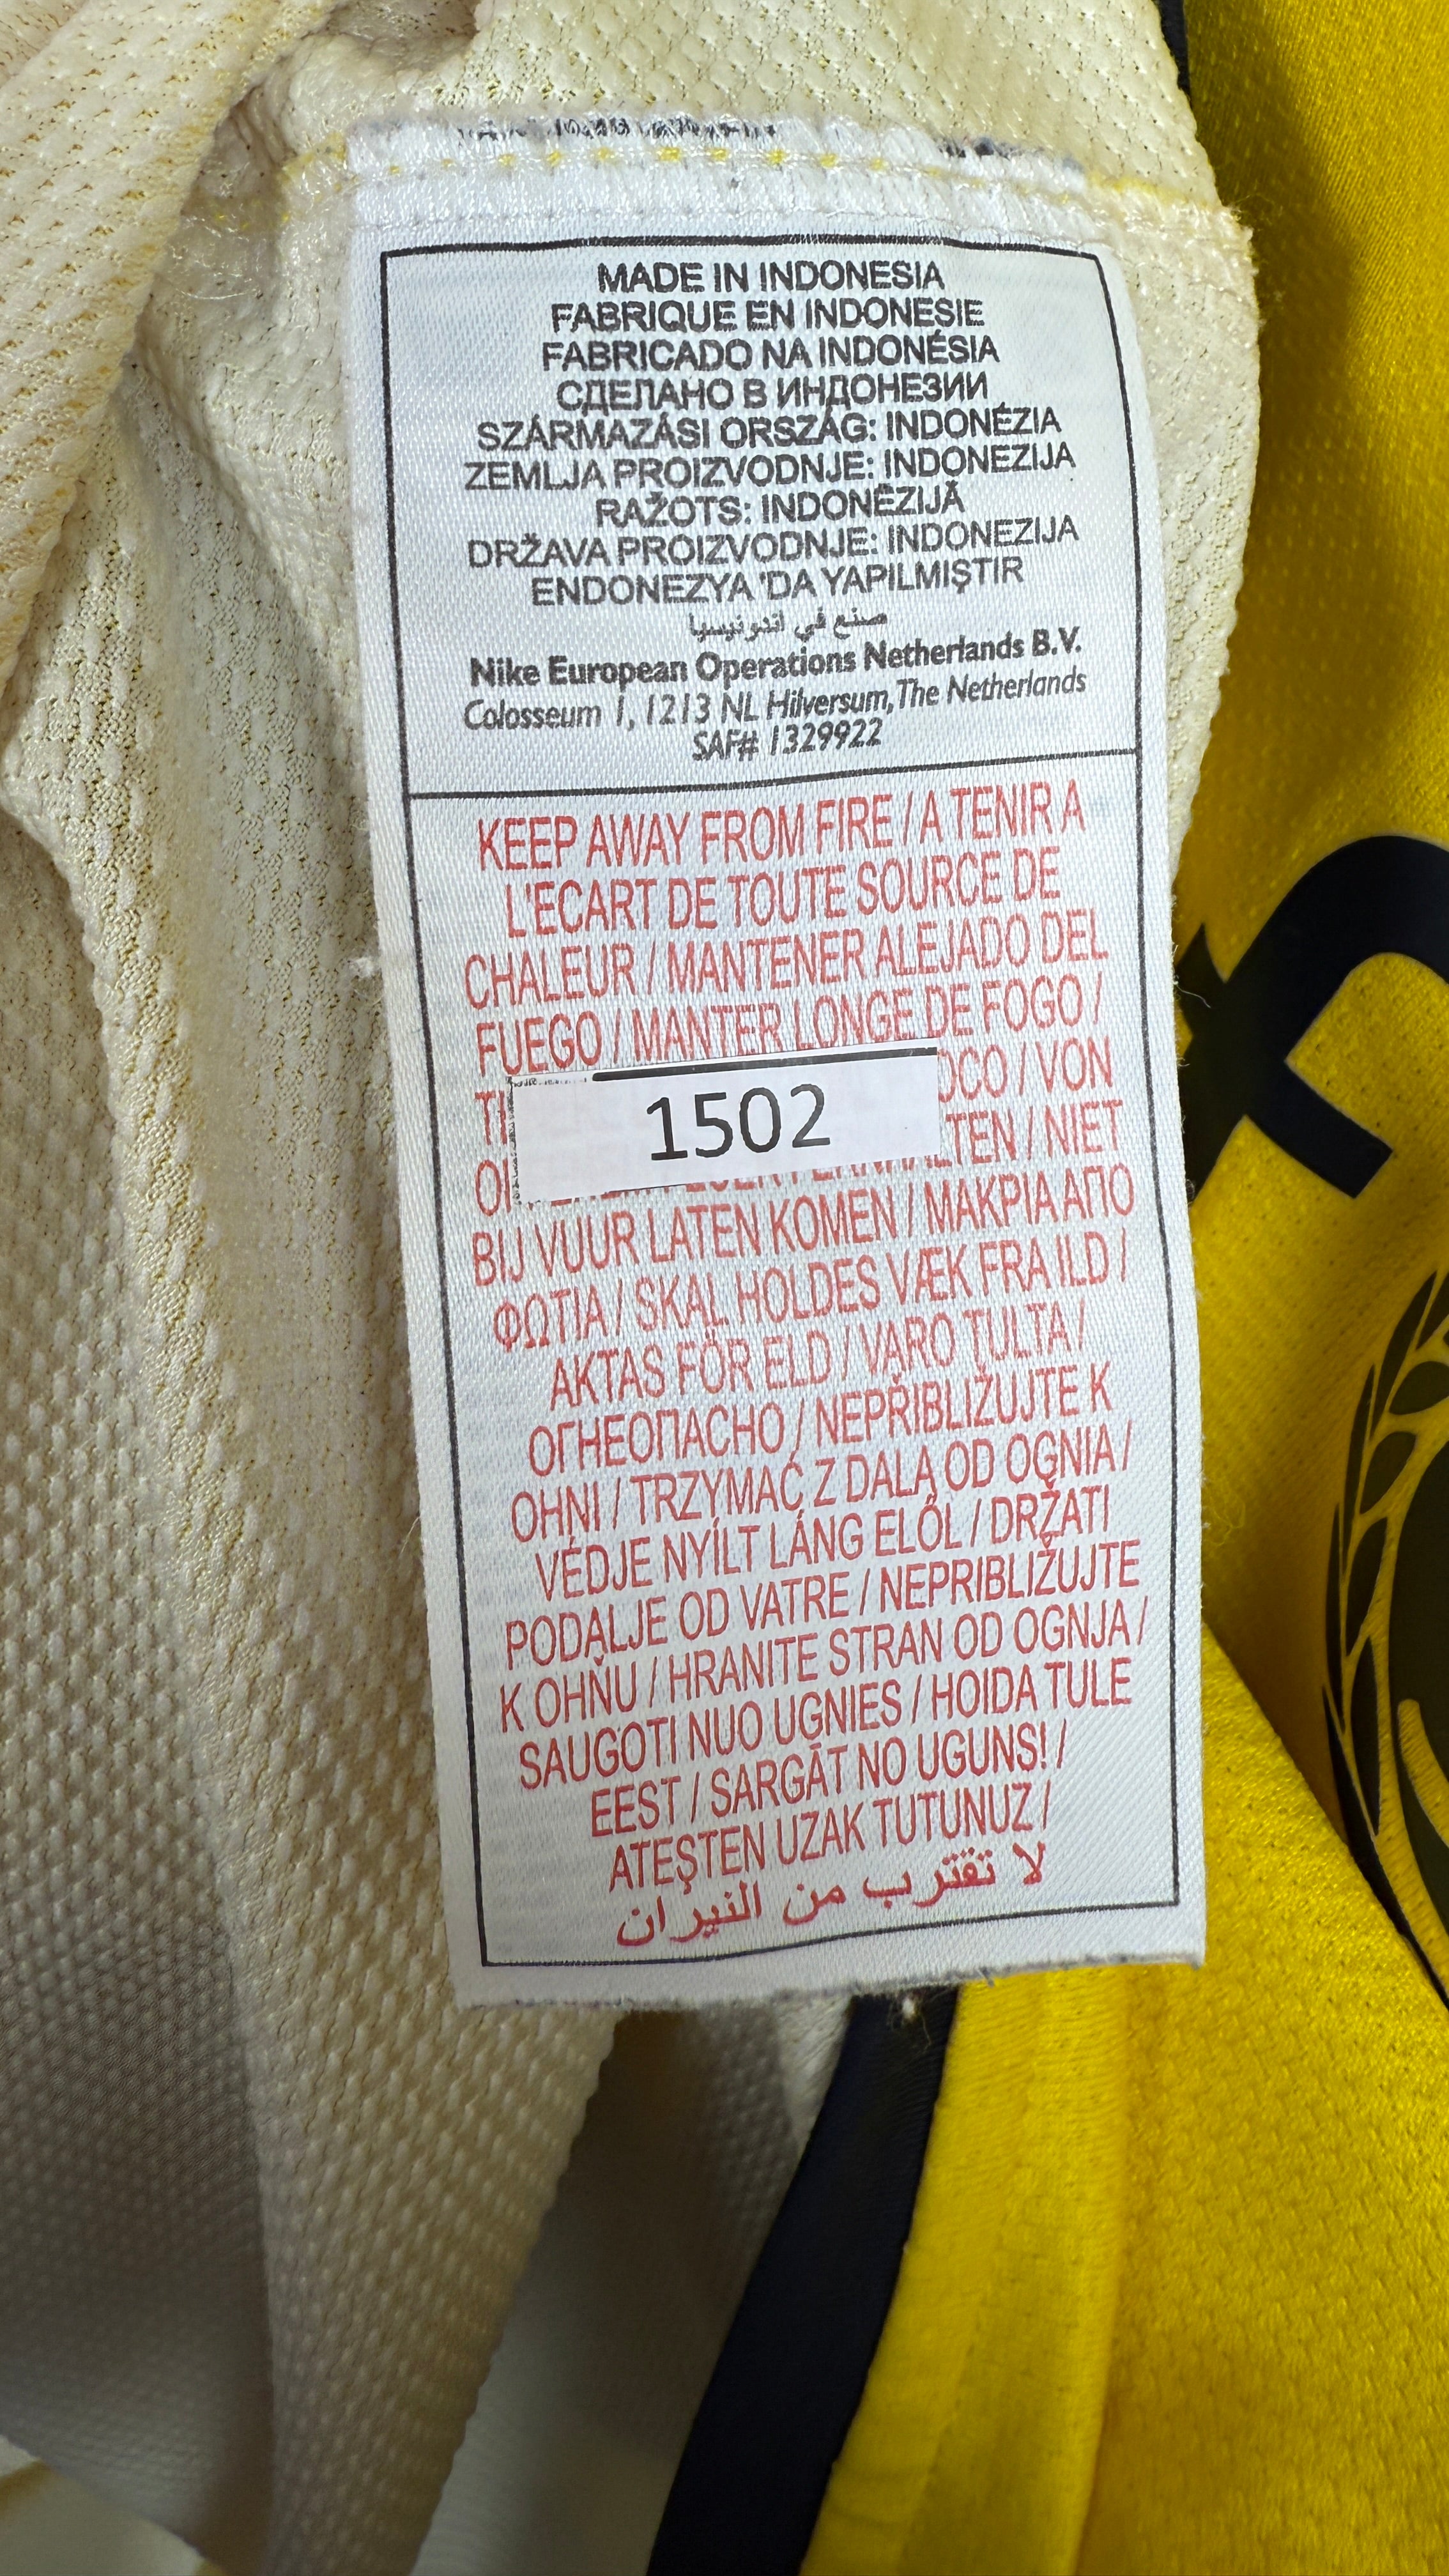 MADE IN INDONESIA
FABRIQUE EN INDONESIE
FABRICADO NA INDONÉSIA
СДЕЛАНО В ИНДОНЕЗИИ
SZÁRMAZÁSI ORSZÁG: INDONÉZIA
ZEMLJA PROIZVODNJE: INDONEZIJA
RAŽOTS: INDONĒZIJĀ
DRŽAVA PROIZVODNJE: INDONEZIJA
ENDONEZYA 'DA YAPILMIŞTIR
صنع في اندونيسيا
Nike European Operations Netherlands B.V.
Colosseum 1, 1213 NL Hilversum, The Netherlands
SAF# 1329922
KEEP AWAY FROM FIRE / A TENIR A
L'ECART DE TOUTE SOURCE DE
CHALEUR / MANTENER ALEJADO DEL
FUEGO / MANTER LONGE DE FOGO /
/ VON
1502
/ NIET
BIJ VUUR LATEN KOMEN / ΜΑΚΡΙΑ ΑΠΟ
ΦΩΤΙΑ / SKAL HOLDES VÆK FRA ILD /
AKTAS FÖR ELD / VARO TULTA /
ОГНЕОПАСНО / NEPŘIBLIŽUJTE K
OHNI / TRZYMAĆ Z DALA OD OGNIA /
VÉDJE NYÍLT LÁNG ELŐL / DRŽATI
PODALJE OD VATRE / NEPRIBLIŽUJTE
K OHŇU / HRANITE STRAN OD OGNJA /
SAUGOTI NUO UGNIES / HOIDA TULE
EEST / SARGĀT NO UGUNS! /
ATEŞTEN UZAK TUTUNUZ /
لا تقترب من النيران